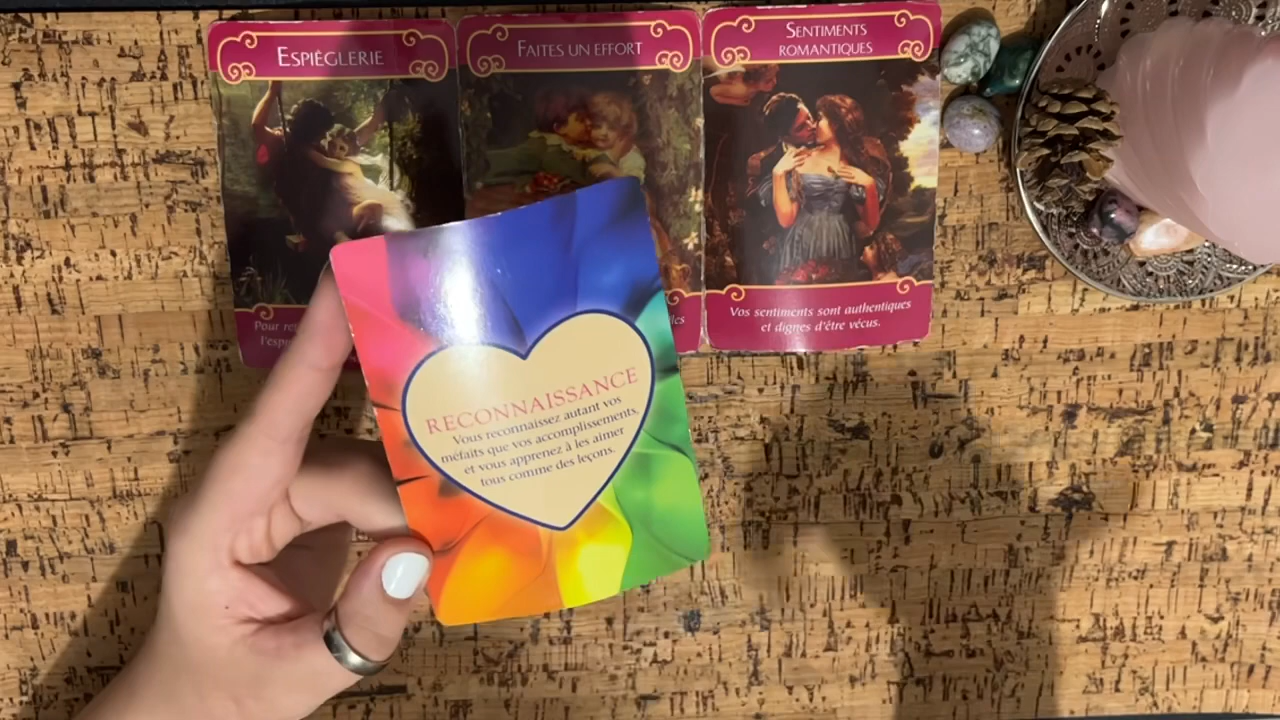 ESPIÈGLERIE
FAITES UN EFFORT
SENTIMENTS
ROMANTIQUES
Vos sentiments sont authentiques
et dignes d'être vécus.
Pour
RECONNAISSANCE
Vous reconnaissez autant vos
méfaits que vos accomplissements,
et vous apprenez à les aimer
tous comme des leçons.